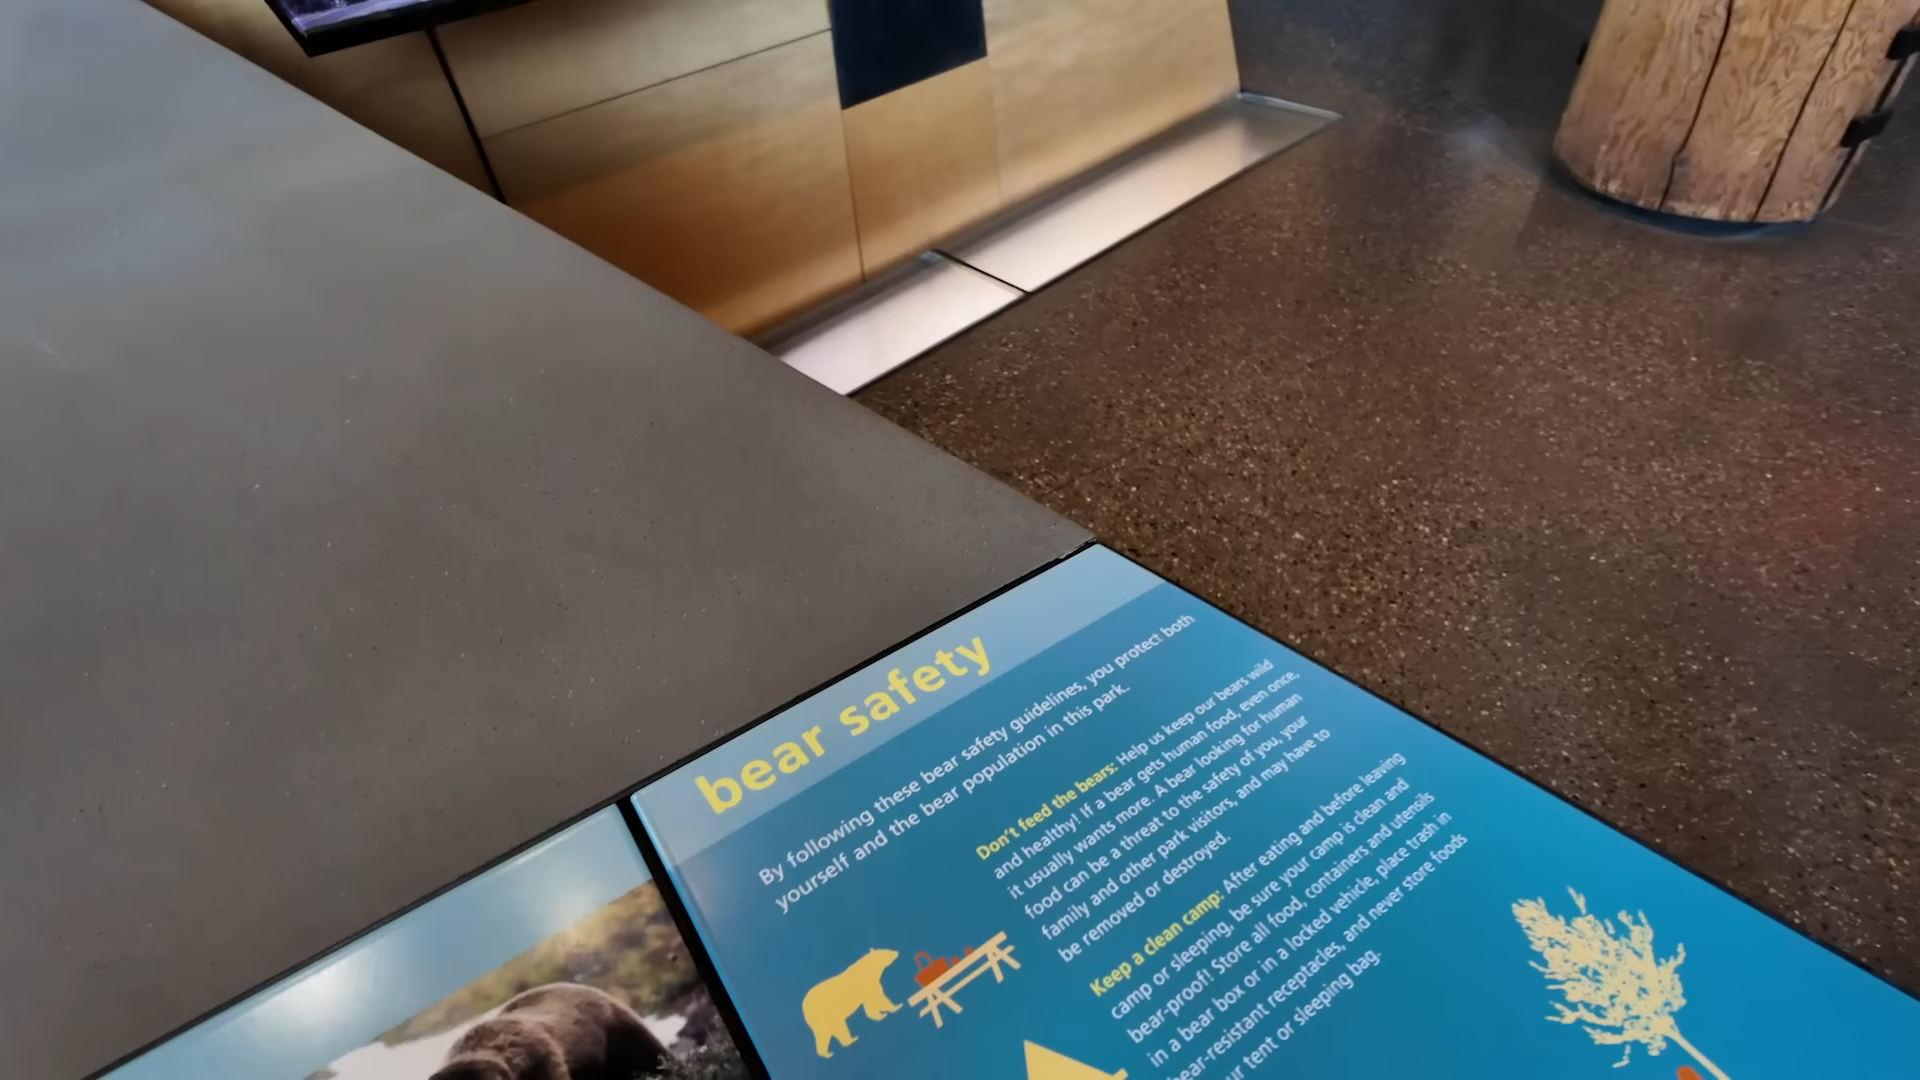 bear safety
By following these bear safety guidelines, you protect both
yourself and the bear population in this park.
Don't feed the bears: Help us keep our bears wild
and healthy! If a bear gets human food, even once,
it usually wants more. A bear looking for human
food can be a threat to the safety of you, your
family and other park visitors, and may have to
be removed or destroyed.
Keep a clean camp: After eating and before leaving
camp or sleeping, be sure your camp is clean and
bear-proof! Store all food, containers and utensils
in a bear box or in a locked vehicle, place trash in
bear-resistant receptacles, and never store foods
tent or sleeping bag.